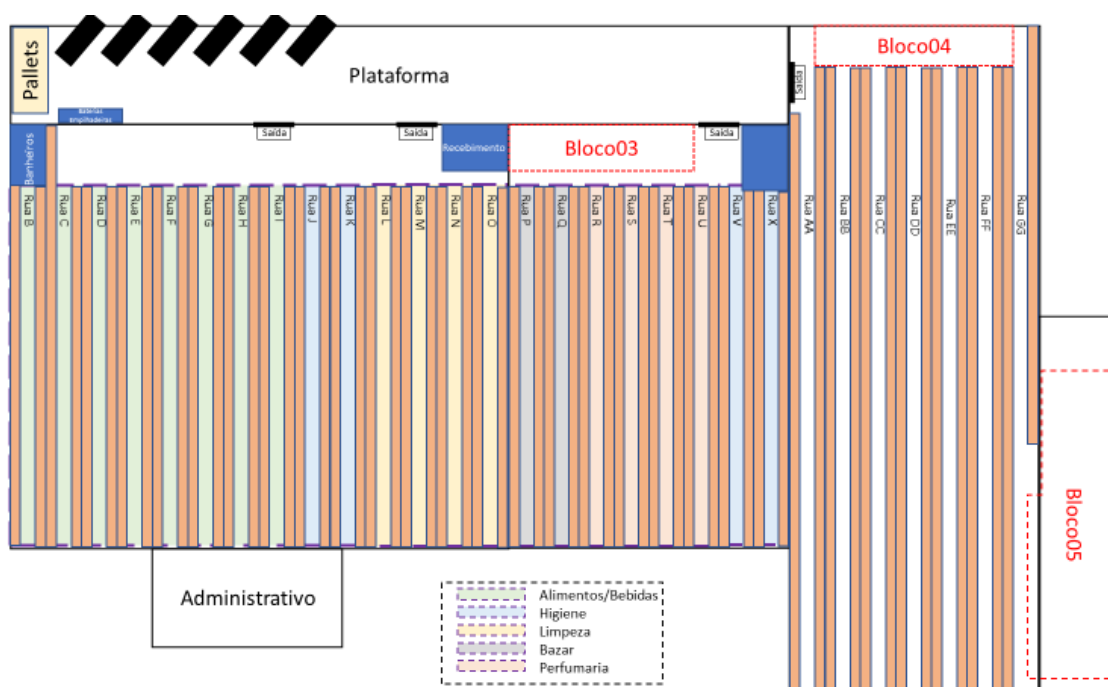 Pallets
Plataforma
Bloco04
Saída
Banheiros
Saída
Saída
Recebimento
Bloco03
Saída
Rua B
Rua C
Rua D
Rua E
Rua F
Rua G
Rua H
Rua I
Rua J
Rua K
Rua L
Rua M
Rua N
Rua O
Rua P
Rua Q
Rua R
Rua S
Rua T
Rua U
Rua V
Rua X
Rua AA
Rua BB
Rua CC
Rua DD
Rua EE
Rua FF
Rua GG
Bloco05
Administrativo
Alimentos/Bebidas
Higiene
Limpeza
Bazar
Perfumaria